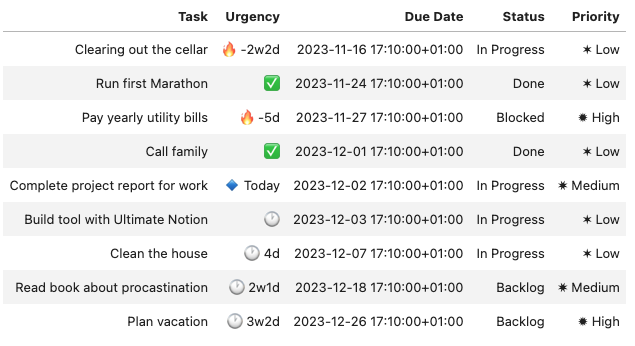 Task Urgency Due Date Status Priority
Clearing out the cellar 🔥 -2w2d 2023-11-16 17:10:00+01:00 In Progress ✶ Low
Run first Marathon ✅ 2023-11-24 17:10:00+01:00 Done ✶ Low
Pay yearly utility bills 🔥 -5d 2023-11-27 17:10:00+01:00 Blocked ✹ High
Call family ✅ 2023-12-01 17:10:00+01:00 Done ✶ Low
Complete project report for work 🔹 Today 2023-12-02 17:10:00+01:00 In Progress ✷ Medium
Build tool with Ultimate Notion 🕐 2023-12-03 17:10:00+01:00 In Progress ✶ Low
Clean the house 🕐 4d 2023-12-07 17:10:00+01:00 In Progress ✶ Low
Read book about procastination 🕐 2w1d 2023-12-18 17:10:00+01:00 Backlog ✷ Medium
Plan vacation 🕐 3w2d 2023-12-26 17:10:00+01:00 Backlog ✹ High